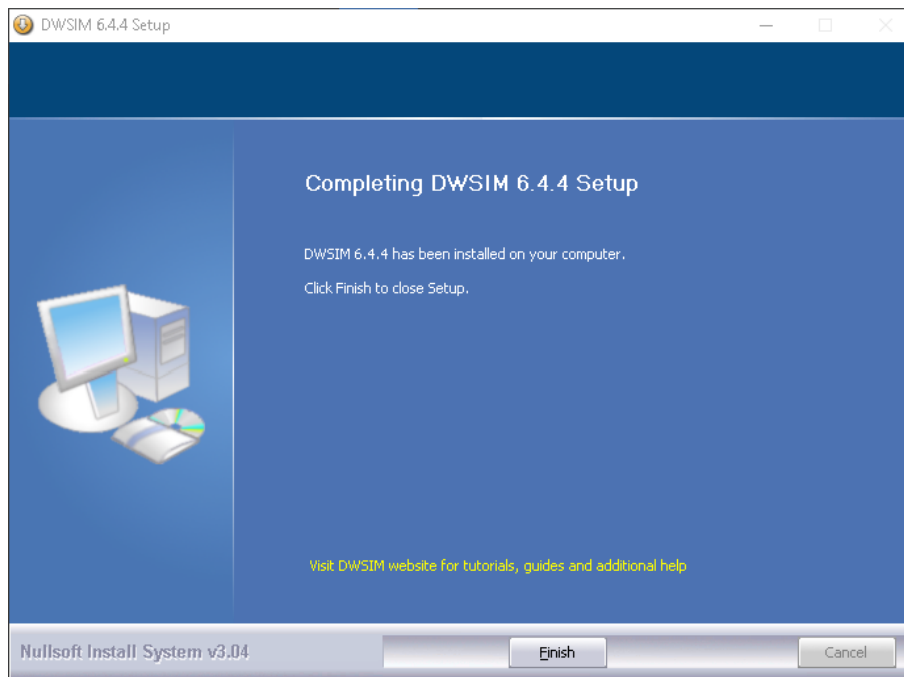 DWSIM 6.4.4 Setup
Completing DWSIM 6.4.4 Setup
DWSIM 6.4.4 has been installed on your computer.
Click Finish to close Setup.
Visit DWSIM website for tutorials, guides and additional help
Nullsoft Install System v3.04
Finish
Cancel